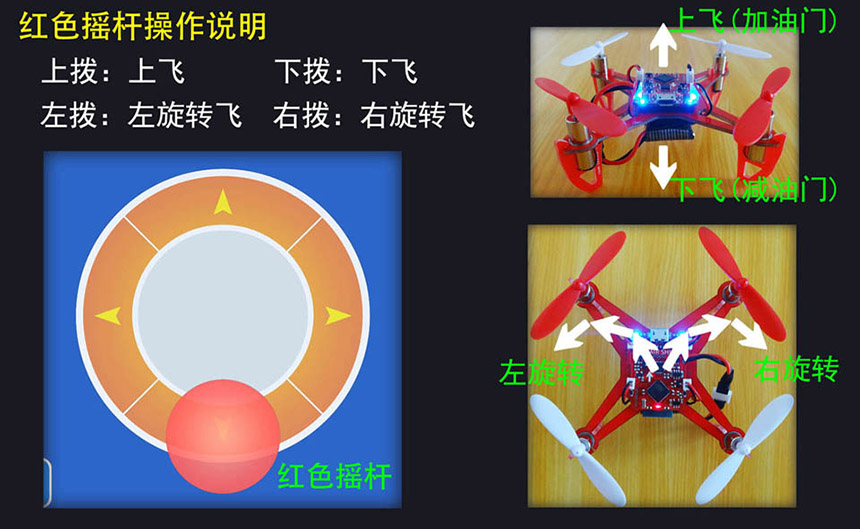 红色摇杆操作说明
上拨：上飞 下拨：下飞
左拨：左旋转飞 右拨：右旋转飞
红色摇杆
上飞(加油门)
下飞(减油门)
左旋转
右旋转